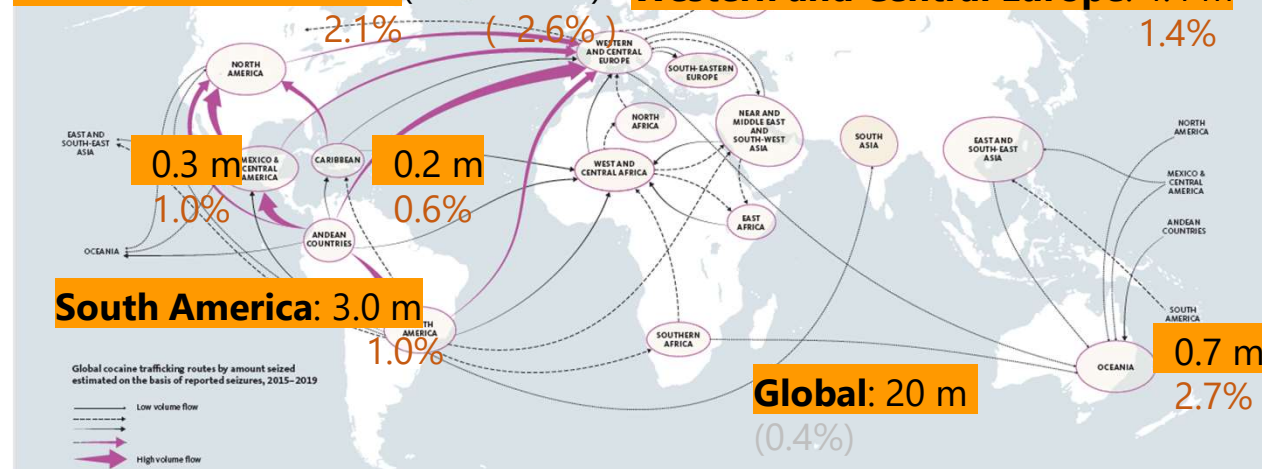 2.1%
( 2.6% )
1.4%
WESTERN
AND CENTRAL
EUROPE
NORTH
AMERICA
SOUTH-EASTERN
EUROPE
NORTH
AFRICA
NEAR AND
MIDDLE EAST
AND
SOUTH-WEST
ASIA
SOUTH
ASIA
EAST AND
SOUTH-EAST
ASIA
NORTH
AMERICA
EAST AND
SOUTH-EAST
ASIA
0.3 m
1.0%
MEXICO &
CENTRAL
AMERICA
CARIBBEAN
0.2 m
0.6%
WEST AND
CENTRAL AFRICA
MEXICO &
CENTRAL
AMERICA
EAST
AFRICA
ANDEAN
COUNTRIES
ANDEAN
COUNTRIES
OCEANIA
South America: 3.0 m
1.0%
AMERICA
SOUTHERN
AFRICA
SOUTH
AMERICA
OCEANIA
0.7 m
2.7%
Global: 20 m
(0.4%)
Global cocaine trafficking routes by amount seized
estimated on the basis of reported seizures, 2015–2019
Low volume flow
High volume flow